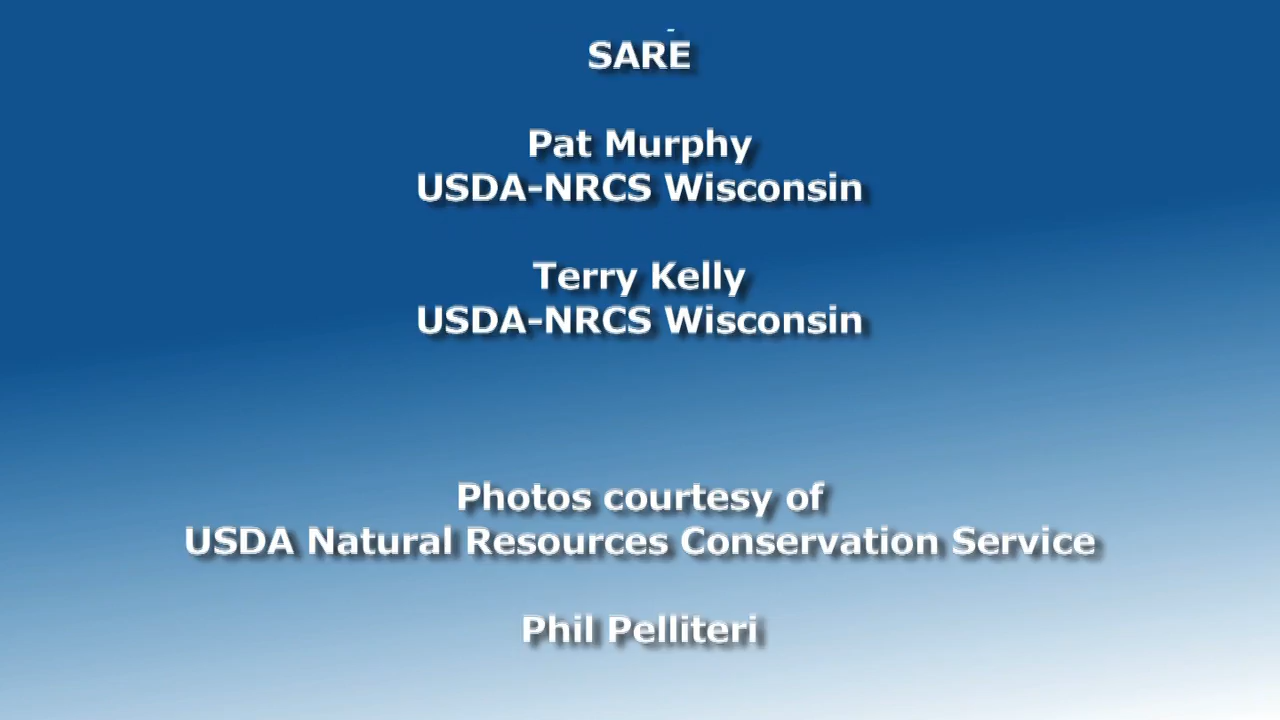 SARE
Pat Murphy
USDA-NRCS Wisconsin
Terry Kelly
USDA-NRCS Wisconsin
Photos courtesy of
USDA Natural Resources Conservation Service
Phil Pelliteri